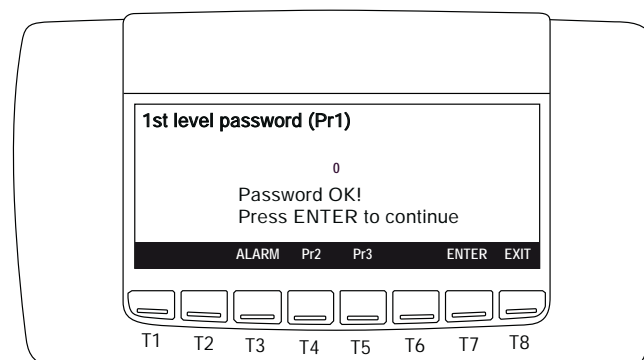 1st level password (Pr1)
0
Password OK!
Press ENTER to continue
ALARM Pr2 Pr3 ENTER EXIT
T1 T2 T3 T4 T5 T6 T7 T8